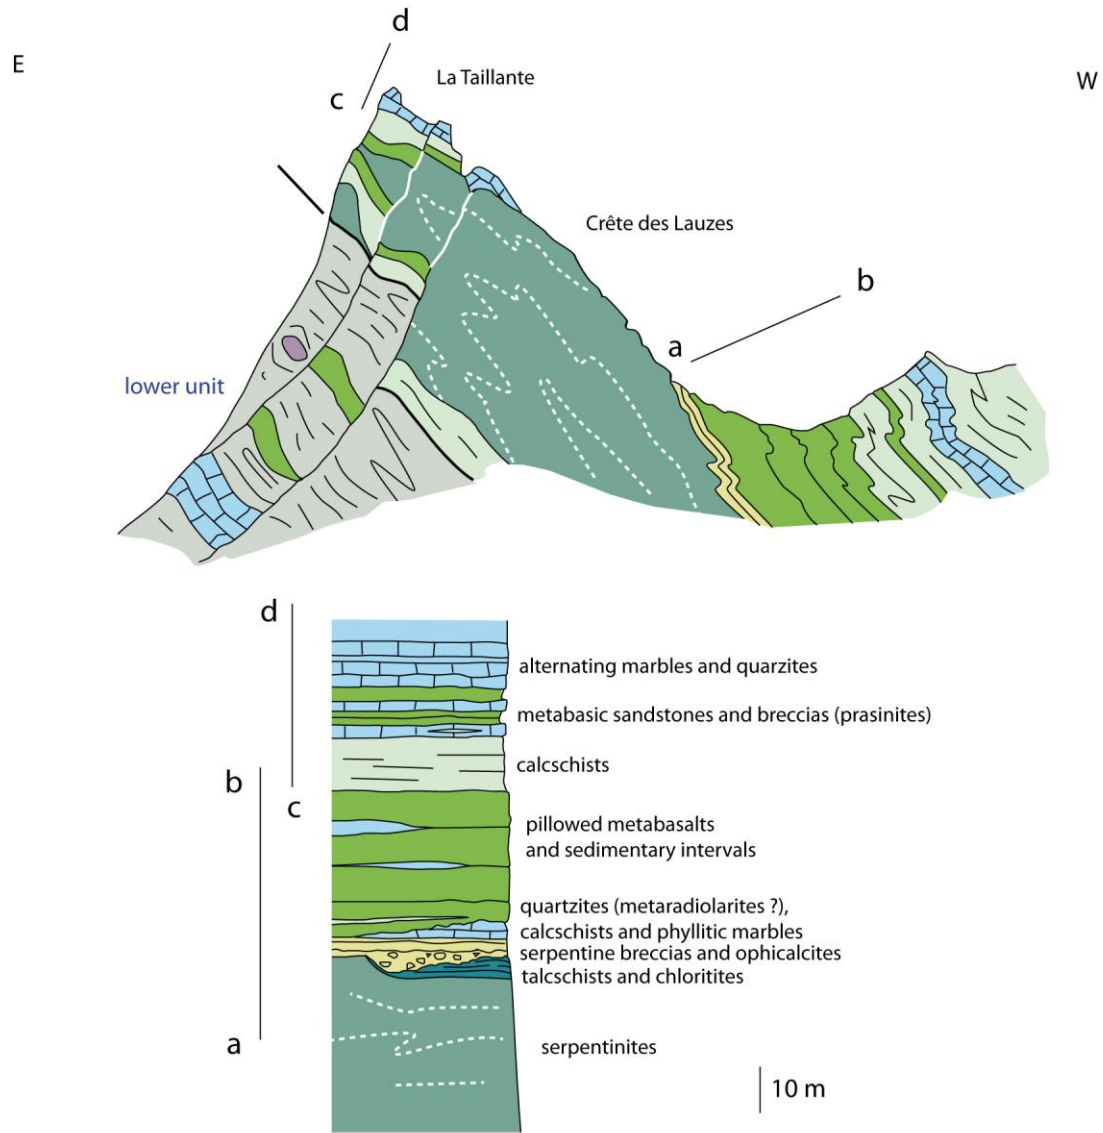 E
d
La Taillante
W
c
Crête des Lauzes
b
a
lower unit
d
alternating marbles and quarzites
metabasic sandstones and breccias (prasinites)
calcschists
b
c
pillowed metabasalts
and sedimentary intervals
quartzites (metaradiolarites ?),
calcschists and phyllitic marbles
serpentine breccias and ophicalcites
talcschists and chloritites
a
serpentinites
10 m